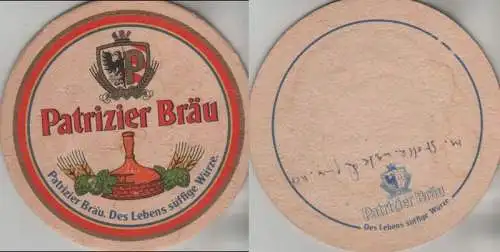 P
Patrizier Bräu
Patrizier Bräu. Des Lebens süffige Würze.
Patrizier Bräu
Des Lebens süffige Würze